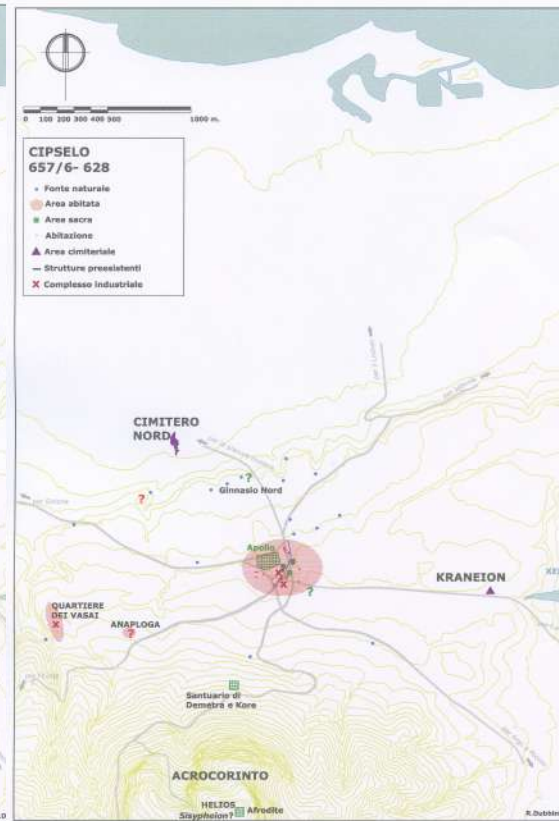 0 100 200 300 400 500 1000 m.
CIPSELO
657/6- 628
Fonte naturale
Area abitata
Area sacra
Abitazione
Area cimiteriale
Strutture preesistenti
Complesso industriale
CIMITERO
NORD
?
Ginnasio Nord
?
Apollo
KRANEION
?
QUARTIERE
DEI VASAI
ANAPLOGA
?
Santuario di
Demetra e Kore
ACROCORINTO
HELIOS
Sisypheion?
Afrodite